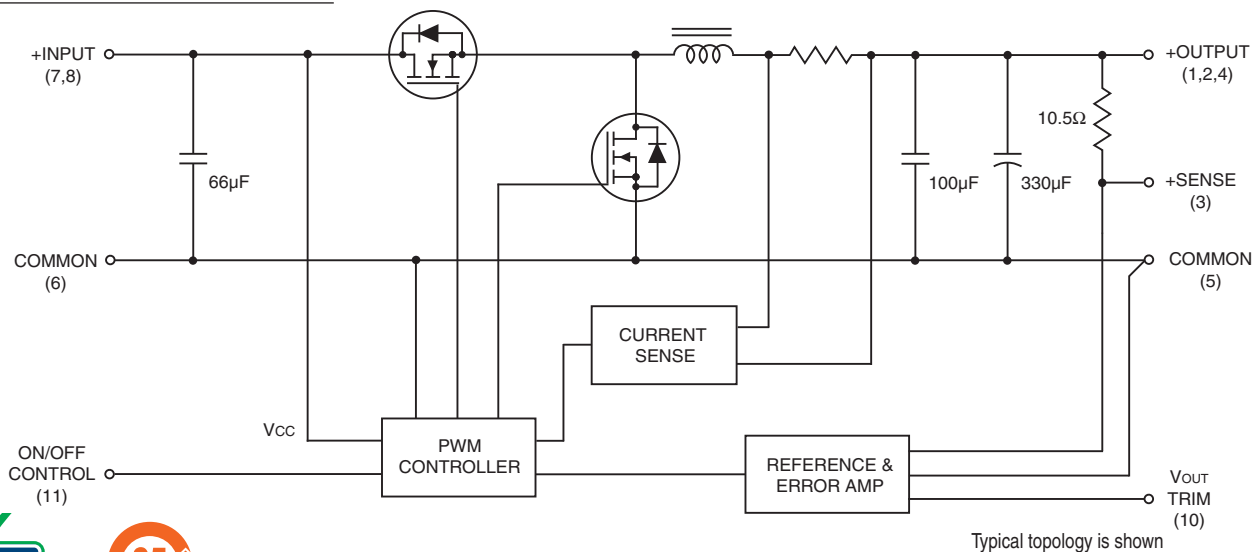 +INPUT
(7,8)
+OUTPUT
(1,2,4)
10.5Ω
66µF
100µF
330µF
+SENSE
(3)
COMMON
(6)
COMMON
(5)
CURRENT
SENSE
VCC
ON/OFF
CONTROL
(11)
PWM
CONTROLLER
REFERENCE &
ERROR AMP
VOUT
TRIM
(10)
Typical topology is shown